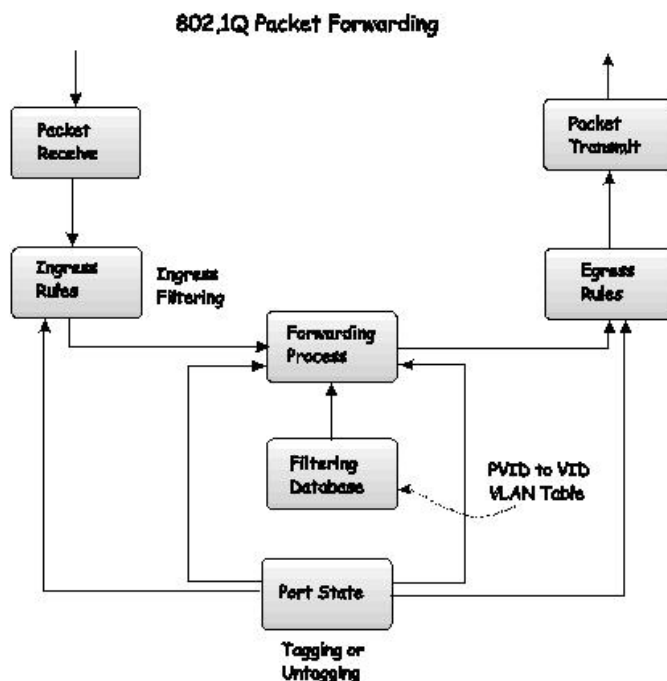 802,1Q Packet Forwarding
Packet
Receive
Packet
Transmit
Ingress
Rules
Ingress
Filtering
Egress
Rules
Forwarding
Process
Filtering
Database
PVID to VID
VLAN Table
Port State
Tagging or
Untagging